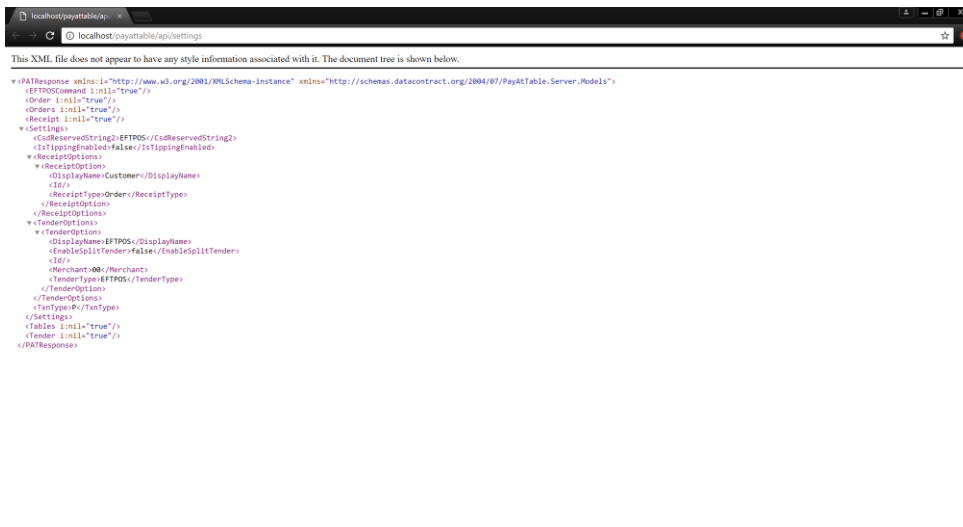 localhost/payattable/ap
localhost/payattable/api/settings
This XML file does not appear to have any style information associated with it. The document tree is shown below.
▼<PATResponse xmlns:i="http://www.w3.org/2001/XMLSchema-instance" xmlns="http://schemas.datacontract.org/2004/07/PayAtTable.Server.Models">
<EFTPOSCommand i:nil="true"/>
<Order i:nil="true"/>
<Orders i:nil="true"/>
<Receipt i:nil="true"/>
▼<Settings>
<CsdReservedString2>EFTPOS</CsdReservedString2>
<IsTippingEnabled>false</IsTippingEnabled>
▼<ReceiptOptions>
▼<ReceiptOption>
<DisplayName>Customer</DisplayName>
<Id/>
<ReceiptType>Order</ReceiptType>
</ReceiptOption>
</ReceiptOptions>
▼<TenderOptions>
▼<TenderOption>
<DisplayName>EFTPOS</DisplayName>
<EnableSplitTender>false</EnableSplitTender>
<Id/>
<Merchant>00</Merchant>
<TenderType>EFTPOS</TenderType>
</TenderOption>
</TenderOptions>
<TxnType>P</TxnType>
</Settings>
<Tables i:nil="true"/>
<Tender i:nil="true"/>
</PATResponse>